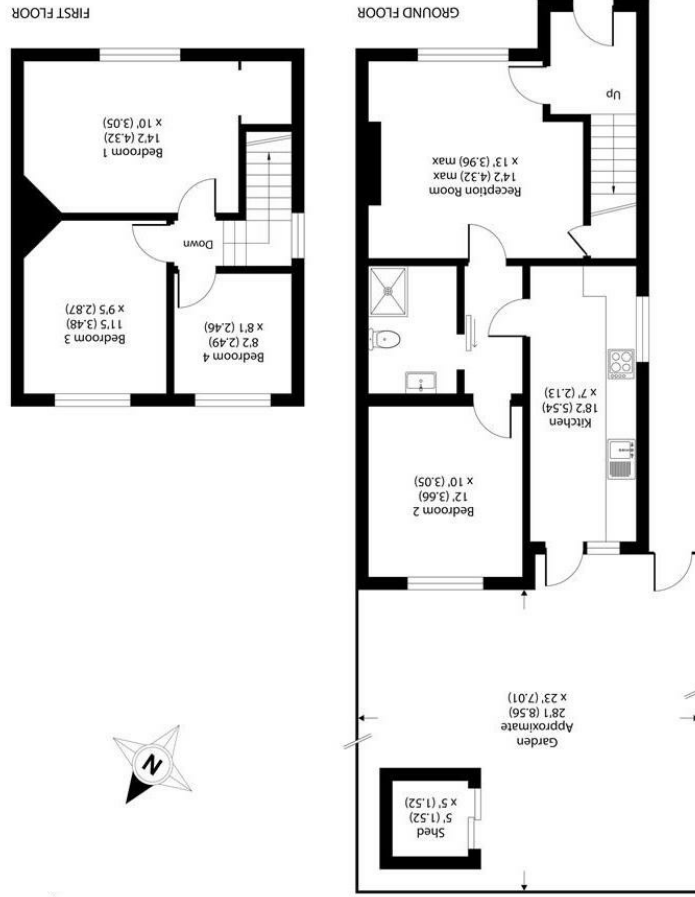 Shed
5' (1.52)
x 5' (1.52)
Garden
Approximate
28'1 (8.56)
x 23' (7.01)
N
Bedroom 2
12' (3.66)
x 10' (3.05)
Kitchen
18'2 (5.54)
x 7' (2.13)
Reception Room
14'2 (4.32) max
x 13' (3.96) max
Up
GROUND FLOOR
Bedroom 4
8'2 (2.49)
x 8'1 (2.46)
Bedroom 3
11'5 (3.48)
x 9'5 (2.87)
Down
Bedroom 1
14'2 (4.32)
x 10' (3.05)
FIRST FLOOR